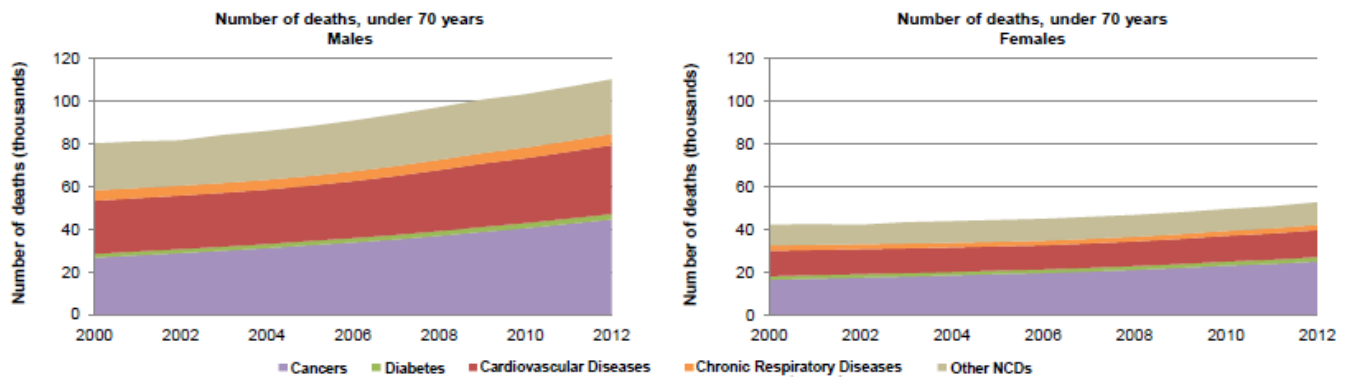 Number of deaths, under 70 years
Males
Number of deaths (thousands)
120
100
80
60
40
20
0
2000 2002 2004 2006 2008 2010 2012
Number of deaths, under 70 years
Females
Number of deaths (thousands)
120
100
80
60
40
20
0
2000 2002 2004 2006 2008 2010 2012
Cancers Diabetes Cardiovascular Diseases Chronic Respiratory Diseases Other NCDs